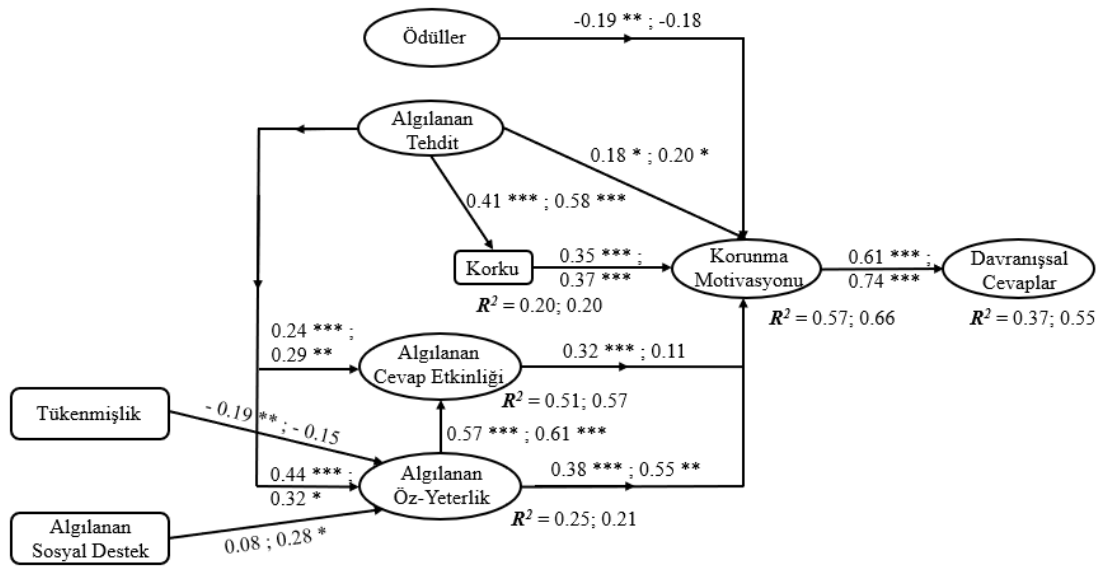 -0.19 ** ; -0.18
Ödüller
Algılanan
Tehdit
0.18 * ; 0.20 *
0.41 *** ; 0.58 ***
Korku
0.35 *** ;
0.37 ***
Korunma
Motivasyonu
0.61 *** ;
0.74 ***
Davranışsal
Cevaplar
R² = 0.20; 0.20
R² = 0.57; 0.66
R² = 0.37; 0.55
0.24 *** ;
0.29 **
Algılanan
Cevap Etkinliği
0.32 *** ; 0.11
R² = 0.51; 0.57
Tükenmişlik
- 0.19 ** ; - 0.15
0.57 *** ; 0.61 ***
0.44 *** ;
0.32 *
Algılanan
Öz-Yeterlik
0.38 *** ; 0.55 **
R² = 0.25; 0.21
Algılanan
Sosyal Destek
0.08 ; 0.28 *